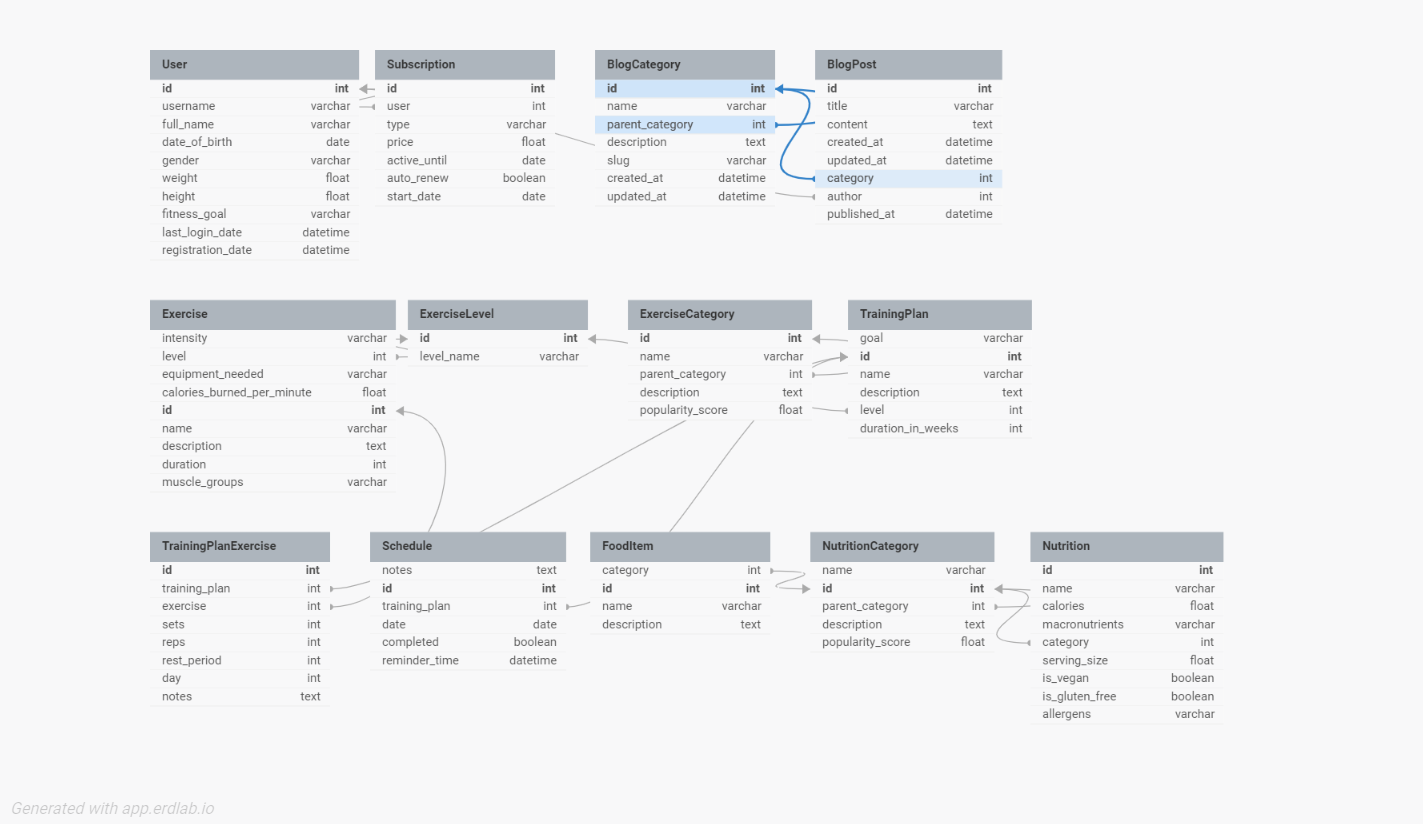 User
id int
username varchar
full_name varchar
date_of_birth date
gender varchar
weight float
height float
fitness_goal varchar
last_login_date datetime
registration_date datetime
Subscription
id int
user int
type varchar
price float
active_until date
auto_renew boolean
start_date date
BlogCategory
id int
name varchar
parent_category int
description text
slug varchar
created_at datetime
updated_at datetime
BlogPost
id int
title varchar
content text
created_at datetime
updated_at datetime
category int
author int
published_at datetime
Exercise
intensity varchar
level int
equipment_needed varchar
calories_burned_per_minute float
id int
name varchar
description text
duration int
muscle_groups varchar
ExerciseLevel
id int
level_name varchar
ExerciseCategory
id int
name varchar
parent_category int
description text
popularity_score float
TrainingPlan
goal varchar
id int
name varchar
description text
level int
duration_in_weeks int
TrainingPlanExercise
id int
training_plan int
exercise int
sets int
reps int
rest_period int
day int
notes text
Schedule
notes text
id int
training_plan int
date date
completed boolean
reminder_time datetime
FoodItem
category int
id int
name varchar
description text
NutritionCategory
name varchar
id int
parent_category int
description text
popularity_score float
Nutrition
id int
name varchar
calories float
macronutrients varchar
category int
serving_size float
is_vegan boolean
is_gluten_free boolean
allergens varchar
Generated with app.erdlab.io